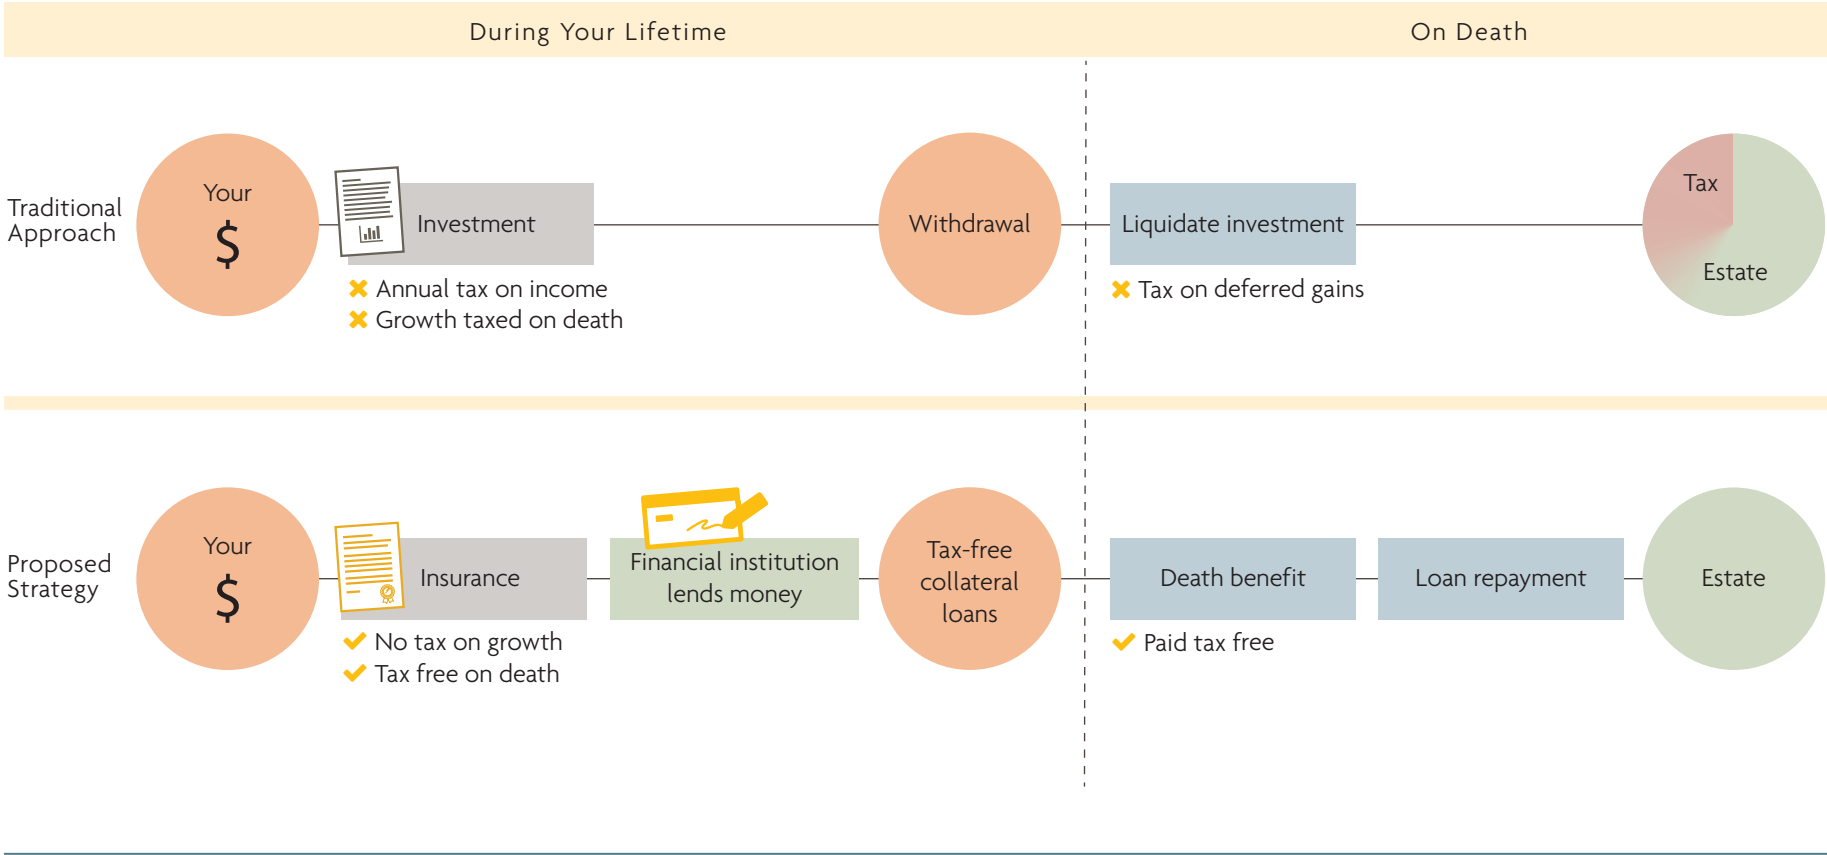 During Your Lifetime
On Death
Traditional
Approach
Your
$
Investment
Annual tax on income
Growth taxed on death
Withdrawal
Liquidate investment
Tax on deferred gains
Tax
Estate
Proposed
Strategy
Your
$
Insurance
No tax on growth
Tax free on death
Financial institution
lends money
Tax-free
collateral
loans
Death benefit
Paid tax free
Loan repayment
Estate